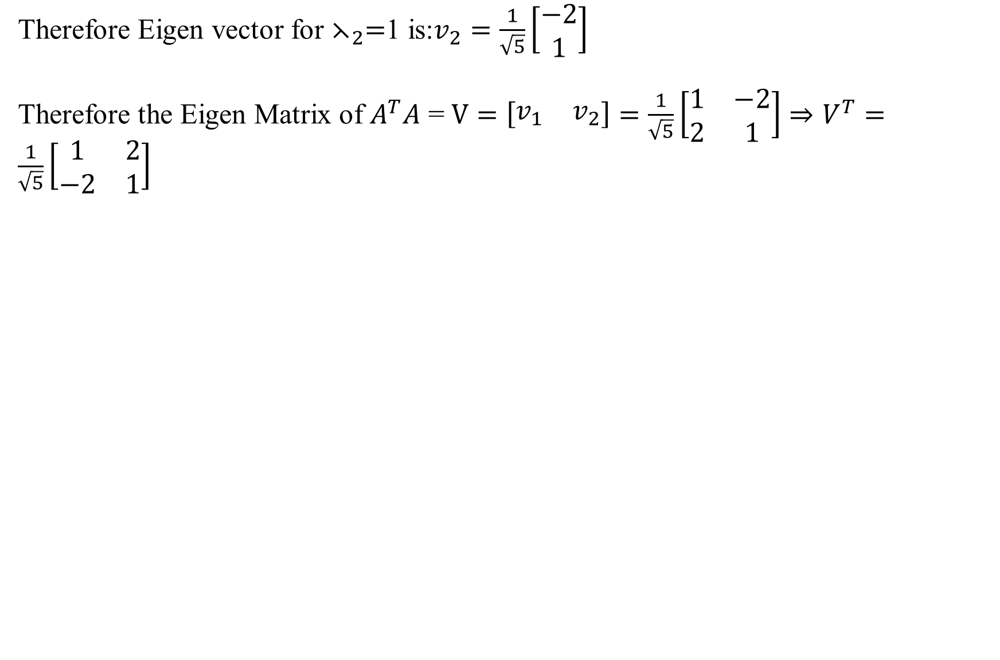 Therefore Eigen vector for ⋋₂=1 is:𝑣₂ = 1/√5 [−2; 1]
Therefore the Eigen Matrix of 𝐴ᵀ𝐴 = V = [𝑣₁ 𝑣₂] = 1/√5 [1 −2; 2 1] ⇒ 𝑉ᵀ =
1/√5 [1 2; −2 1]